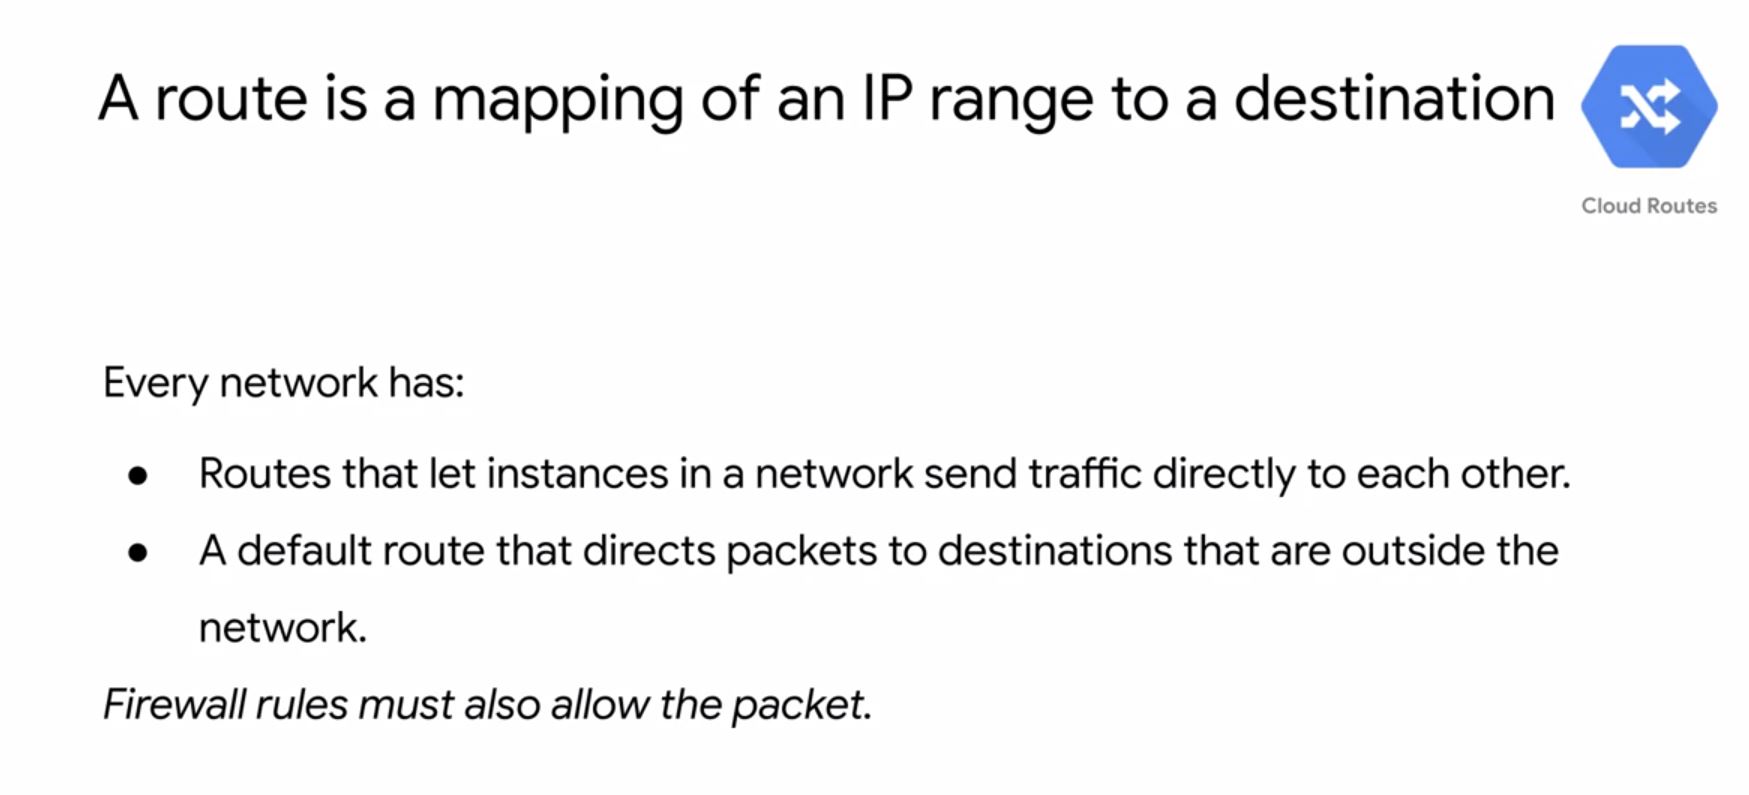 A route is a mapping of an IP range to a destination
Cloud Routes
Every network has:
● Routes that let instances in a network send traffic directly to each other.
● A default route that directs packets to destinations that are outside the
network.
Firewall rules must also allow the packet.